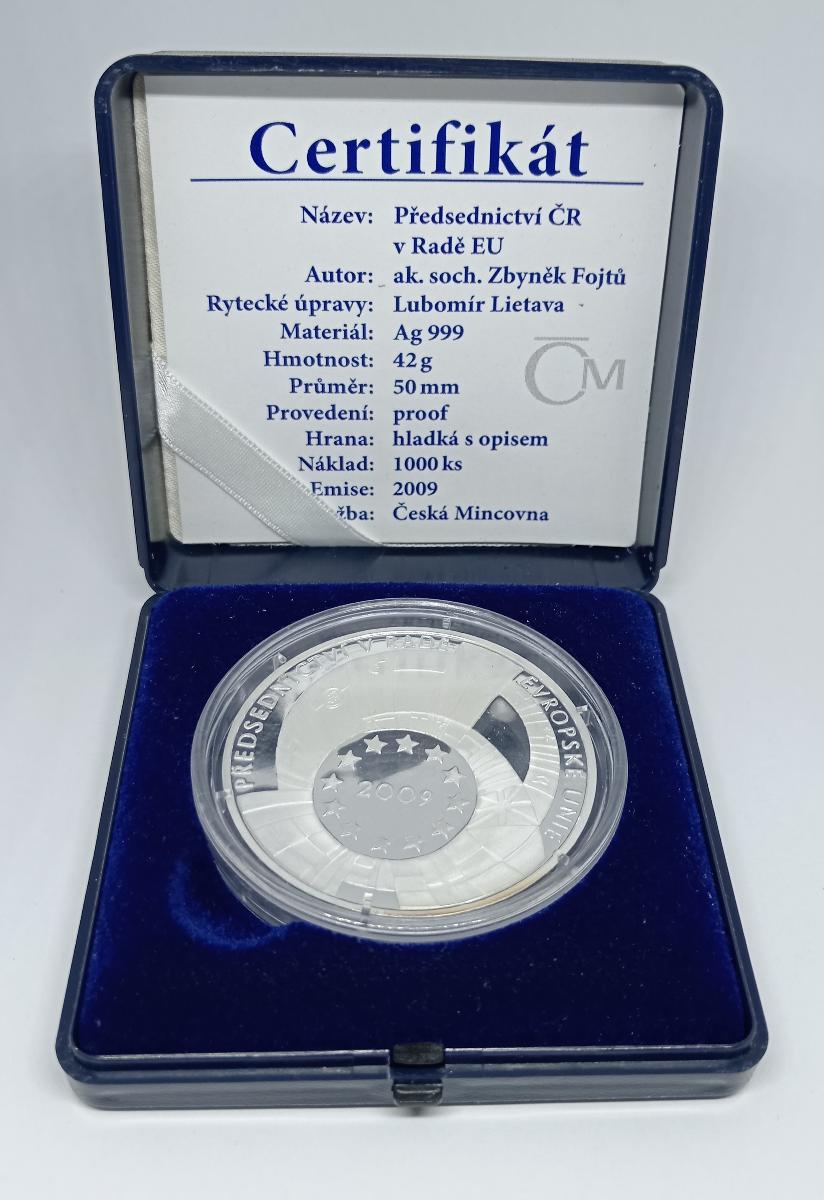 Certifikát
Název: Předsednictví ČR
v Radě EU
Autor: ak. soch. Zbyněk Fojtů
Rytecké úpravy: Lubomír Lietava
Materiál: Ag 999
Hmotnost: 42 g
Průměr: 50 mm
Provedení: proof
Hrana: hladká s opisem
Náklad: 1000 ks
Emise: 2009
Česká Mincovna
ČM
PŘEDSEDNICTVÍ V RADĚ
EVROPSKÉ UNIE
2009